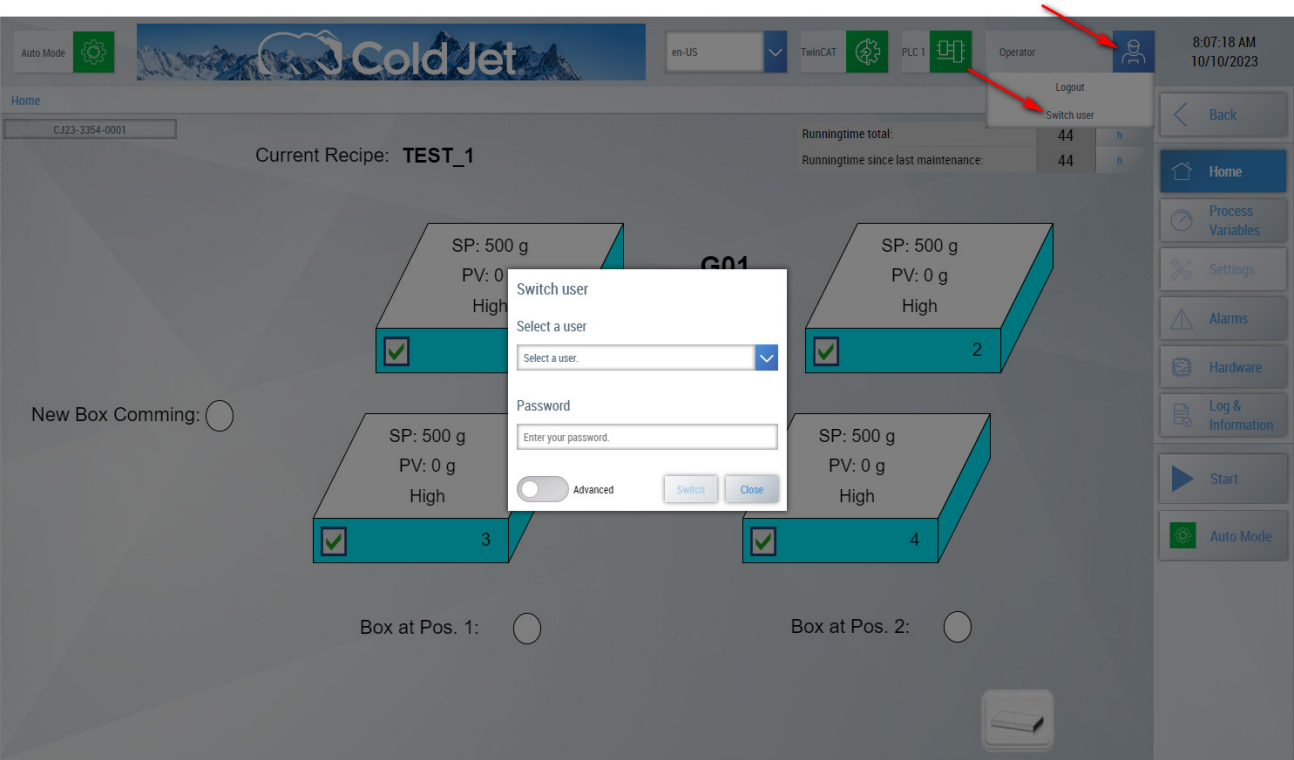 Auto Mode
Cold Jet
en-US
TwinCAT
PLC 1
Operator
8:07:18 AM
10/10/2023
Logout
Switch user
Home
CJ23-3354-0001
Current Recipe: TEST_1
Runningtime total: 44 h
Runningtime since last maintenance: 44 h
Back
Home
Process
Variables
Settings
Alarms
Hardware
Log &
Information
Start
Auto Mode
SP: 500 g
PV: 0
High
G01
SP: 500 g
PV: 0 g
High
2
Switch user
Select a user
Select a user.
Password
Enter your password.
Advanced
Switch
Close
New Box Comming:
SP: 500 g
PV: 0 g
High
3
SP: 500 g
PV: 0 g
High
4
Box at Pos. 1:
Box at Pos. 2: